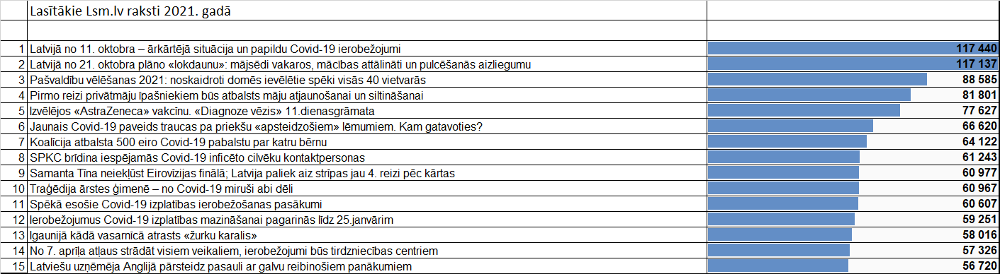 Lasītākie Lsm.lv raksti 2021. gadā
1 Latvijā no 11. oktobra – ārkārtējā situācija un papildu Covid-19 ierobežojumi 117 440
2 Latvijā no 21. oktobra plāno «lokdaunu»: mājsēdi vakaros, mācības attālināti un pulcēšanās aizliegumu 117 137
3 Pašvaldību vēlēšanas 2021: noskaidroti domēs ievēlētie spēki visās 40 vietvarās 88 585
4 Pirmo reizi privātmāju īpašniekiem būs atbalsts māju atjaunošanai un siltināšanai 81 801
5 Izvēlējos «AstraZeneca» vakcīnu. «Diagnoze vēzis» 11.dienasgrāmata 77 627
6 Jaunais Covid-19 paveids traucas pa priekšu «apsteidzošiem» lēmumiem. Kam gatavoties? 66 620
7 Koalīcija atbalsta 500 eiro Covid-19 pabalstu par katru bērnu 64 122
8 SPKC brīdina iespējamās Covid-19 inficēto cilvēku kontaktpersonas 61 243
9 Samanta Tīna neiekļūst Eirovīzijas finālā; Latvija paliek aiz strīpas jau 4. reizi pēc kārtas 60 977
10 Traģēdija ārstes ģimenē – no Covid-19 miruši abi dēli 60 967
11 Spēkā esošie Covid-19 izplatības ierobežošanas pasākumi 60 607
12 Ierobežojumus Covid-19 izplatības mazināšanai pagarinās līdz 25.janvārim 59 251
13 Igaunijā kādā vasarnīcā atrasts «žurku karalis» 58 016
14 No 7. aprīļa atļaus strādāt visiem veikaliem, ierobežojumi būs tirdzniecības centriem 57 326
15 Latviešu uzņēmēja Anglijā pārsteidz pasauli ar galvu reibinošiem panākumiem 56 720